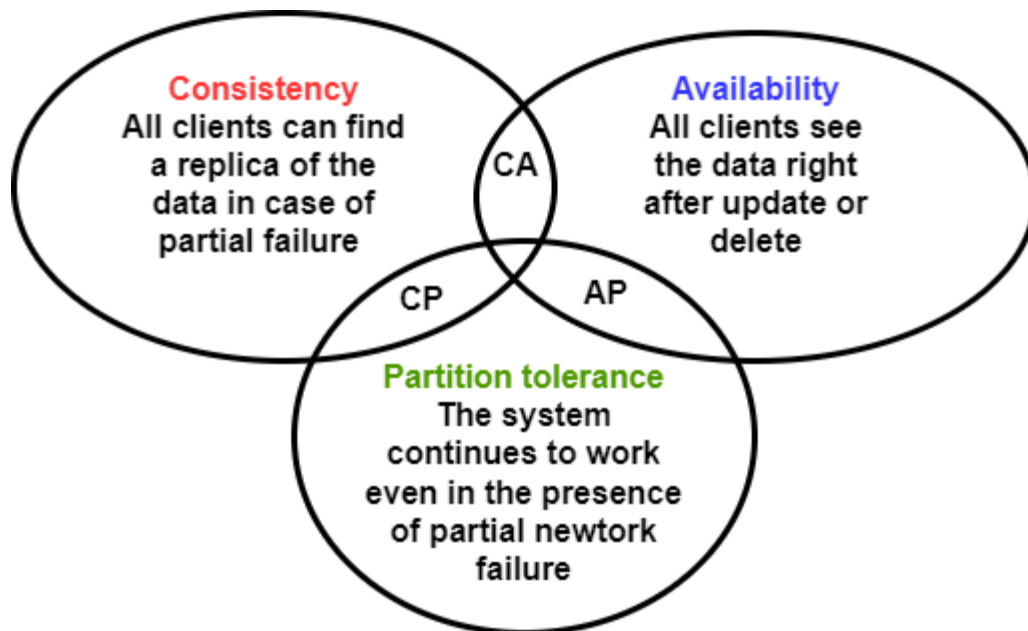 Consistency
All clients can find
a replica of the
data in case of
partial failure
Availability
All clients see
the data right
after update or
delete
CA
CP
AP
Partition tolerance
The system
continues to work
even in the presence
of partial newtork
failure